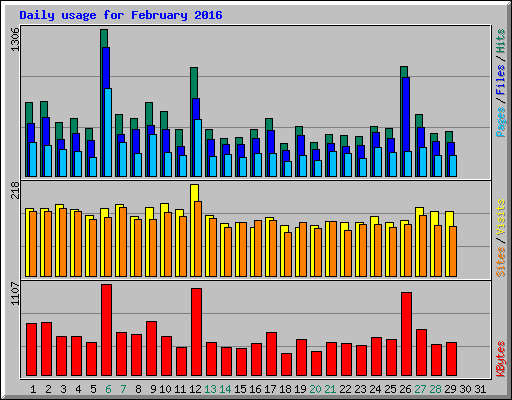 Daily usage for February 2016
1306
Pages / Files / Hits
218
Sites / Visits
1107
KBytes
1 2 3 4 5 6 7 8 9 10 11 12 13 14 15 16 17 18 19 20 21 22 23 24 25 26 27 28 29 30 31